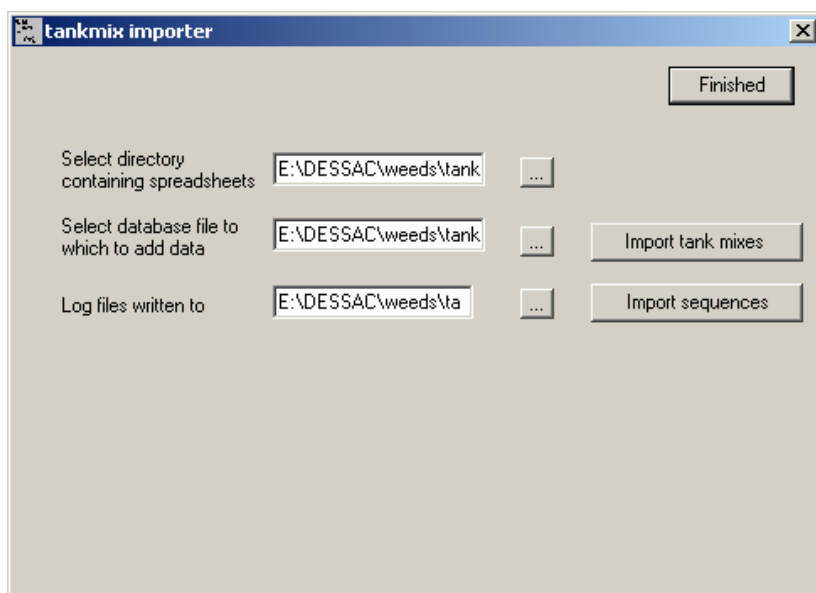 tankmix importer
Finished
Select directory
containing spreadsheets
E:\DESSAC\weeds\tank
...
Select database file to
which to add data
E:\DESSAC\weeds\tank
...
Import tank mixes
Log files written to
E:\DESSAC\weeds\ta
...
Import sequences